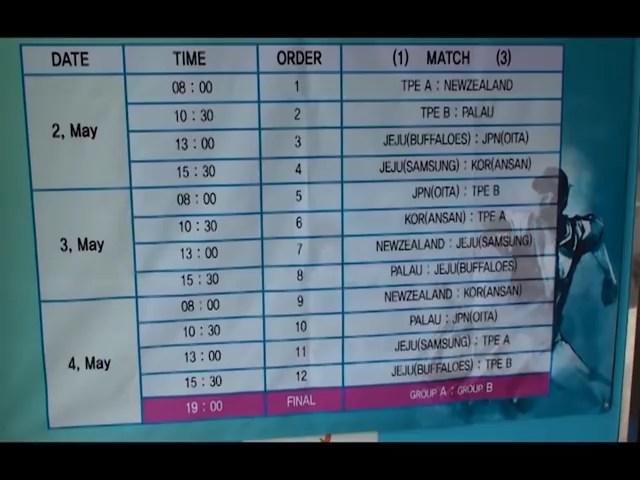 DATE TIME ORDER (1) MATCH (3)
2, May
08 : 00 1 TPE A : NEWZEALAND
10 : 30 2 TPE B : PALAU
13 : 00 3 JEJU(BUFFALOES) : JPN(OITA)
15 : 30 4 JEJU(SAMSUNG) : KOR(ANSAN)
3, May
08 : 00 5 JPN(OITA) : TPE B
10 : 30 6 KOR(ANSAN) : TPE A
13 : 00 7 NEWZEALAND : JEJU(SAMSUNG)
15 : 30 8 PALAU : JEJU(BUFFALOES)
4, May
08 : 00 9 NEWZEALAND : KOR(ANSAN)
10 : 30 10 PALAU : JPN(OITA)
13 : 00 11 JEJU(SAMSUNG) : TPE A
15 : 30 12 JEJU(BUFFALOES) : TPE B
19 : 00 FINAL GROUP A : GROUP B